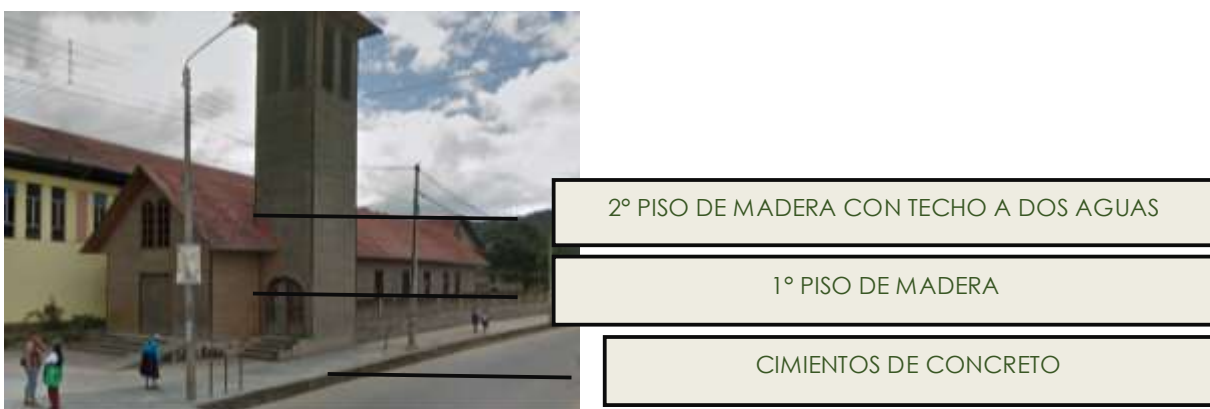 2° PISO DE MADERA CON TECHO A DOS AGUAS
1° PISO DE MADERA
CIMIENTOS DE CONCRETO